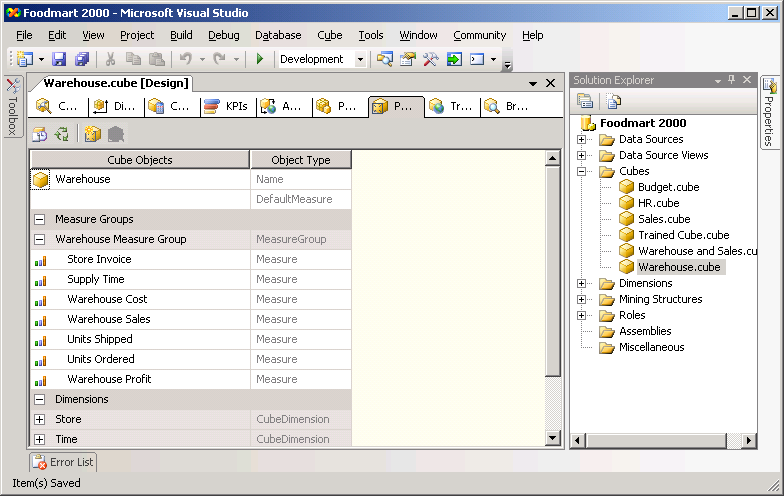 Foodmart 2000 - Microsoft Visual Studio
File Edit View Project Build Debug Database Cube Tools Window Community Help
Development
Toolbox
Warehouse.cube [Design]
C... Di... C... KPIs A... P... P... Tr... Br...
Cube Objects Object Type
Warehouse Name
DefaultMeasure
Measure Groups
Warehouse Measure Group MeasureGroup
Store Invoice Measure
Supply Time Measure
Warehouse Cost Measure
Warehouse Sales Measure
Units Shipped Measure
Units Ordered Measure
Warehouse Profit Measure
Dimensions
Store CubeDimension
Time CubeDimension
Solution Explorer
Foodmart 2000
Data Sources
Data Source Views
Cubes
Budget.cube
HR.cube
Sales.cube
Trained Cube.cube
Warehouse and Sales.cu
Warehouse.cube
Dimensions
Mining Structures
Roles
Assemblies
Miscellaneous
Properties
Error List
Item(s) Saved